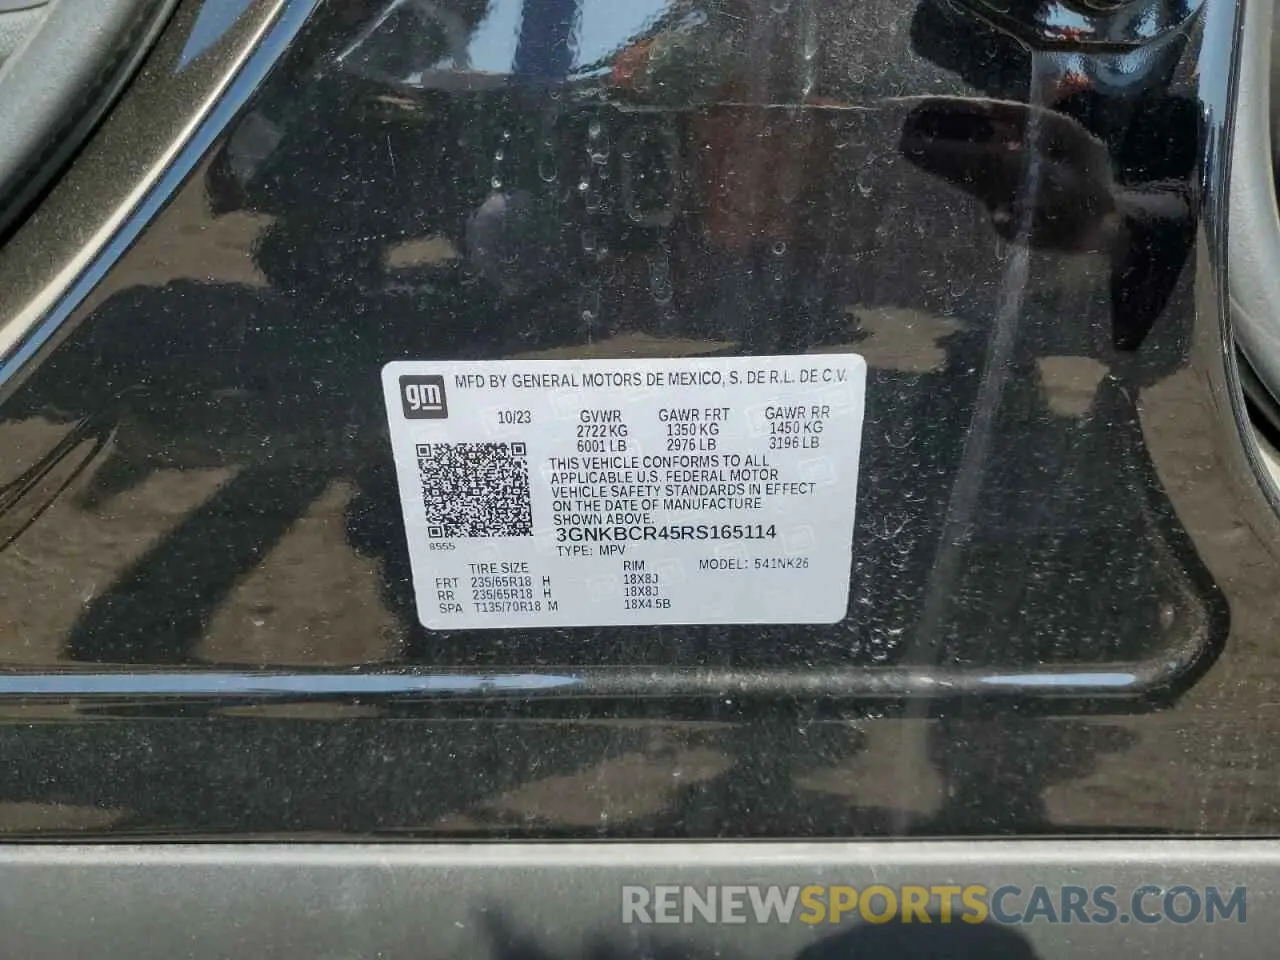 gm
MFD BY GENERAL MOTORS DE MEXICO, S. DE R.L. DE C.V.
10/23 GVWR GAWR FRT GAWR RR
2722 KG 1350 KG 1450 KG
6001 LB 2976 LB 3196 LB
THIS VEHICLE CONFORMS TO ALL
APPLICABLE U.S. FEDERAL MOTOR
VEHICLE SAFETY STANDARDS IN EFFECT
ON THE DATE OF MANUFACTURE
SHOWN ABOVE.
3GNKBCR45RS165114
8555
TYPE: MPV
TIRE SIZE RIM MODEL: 541NK26
FRT 235/65R18 H 18X8J
RR 235/65R18 H 18X8J
SPA T135/70R18 M 18X4.5B
RENEWSPORTSCARS.COM